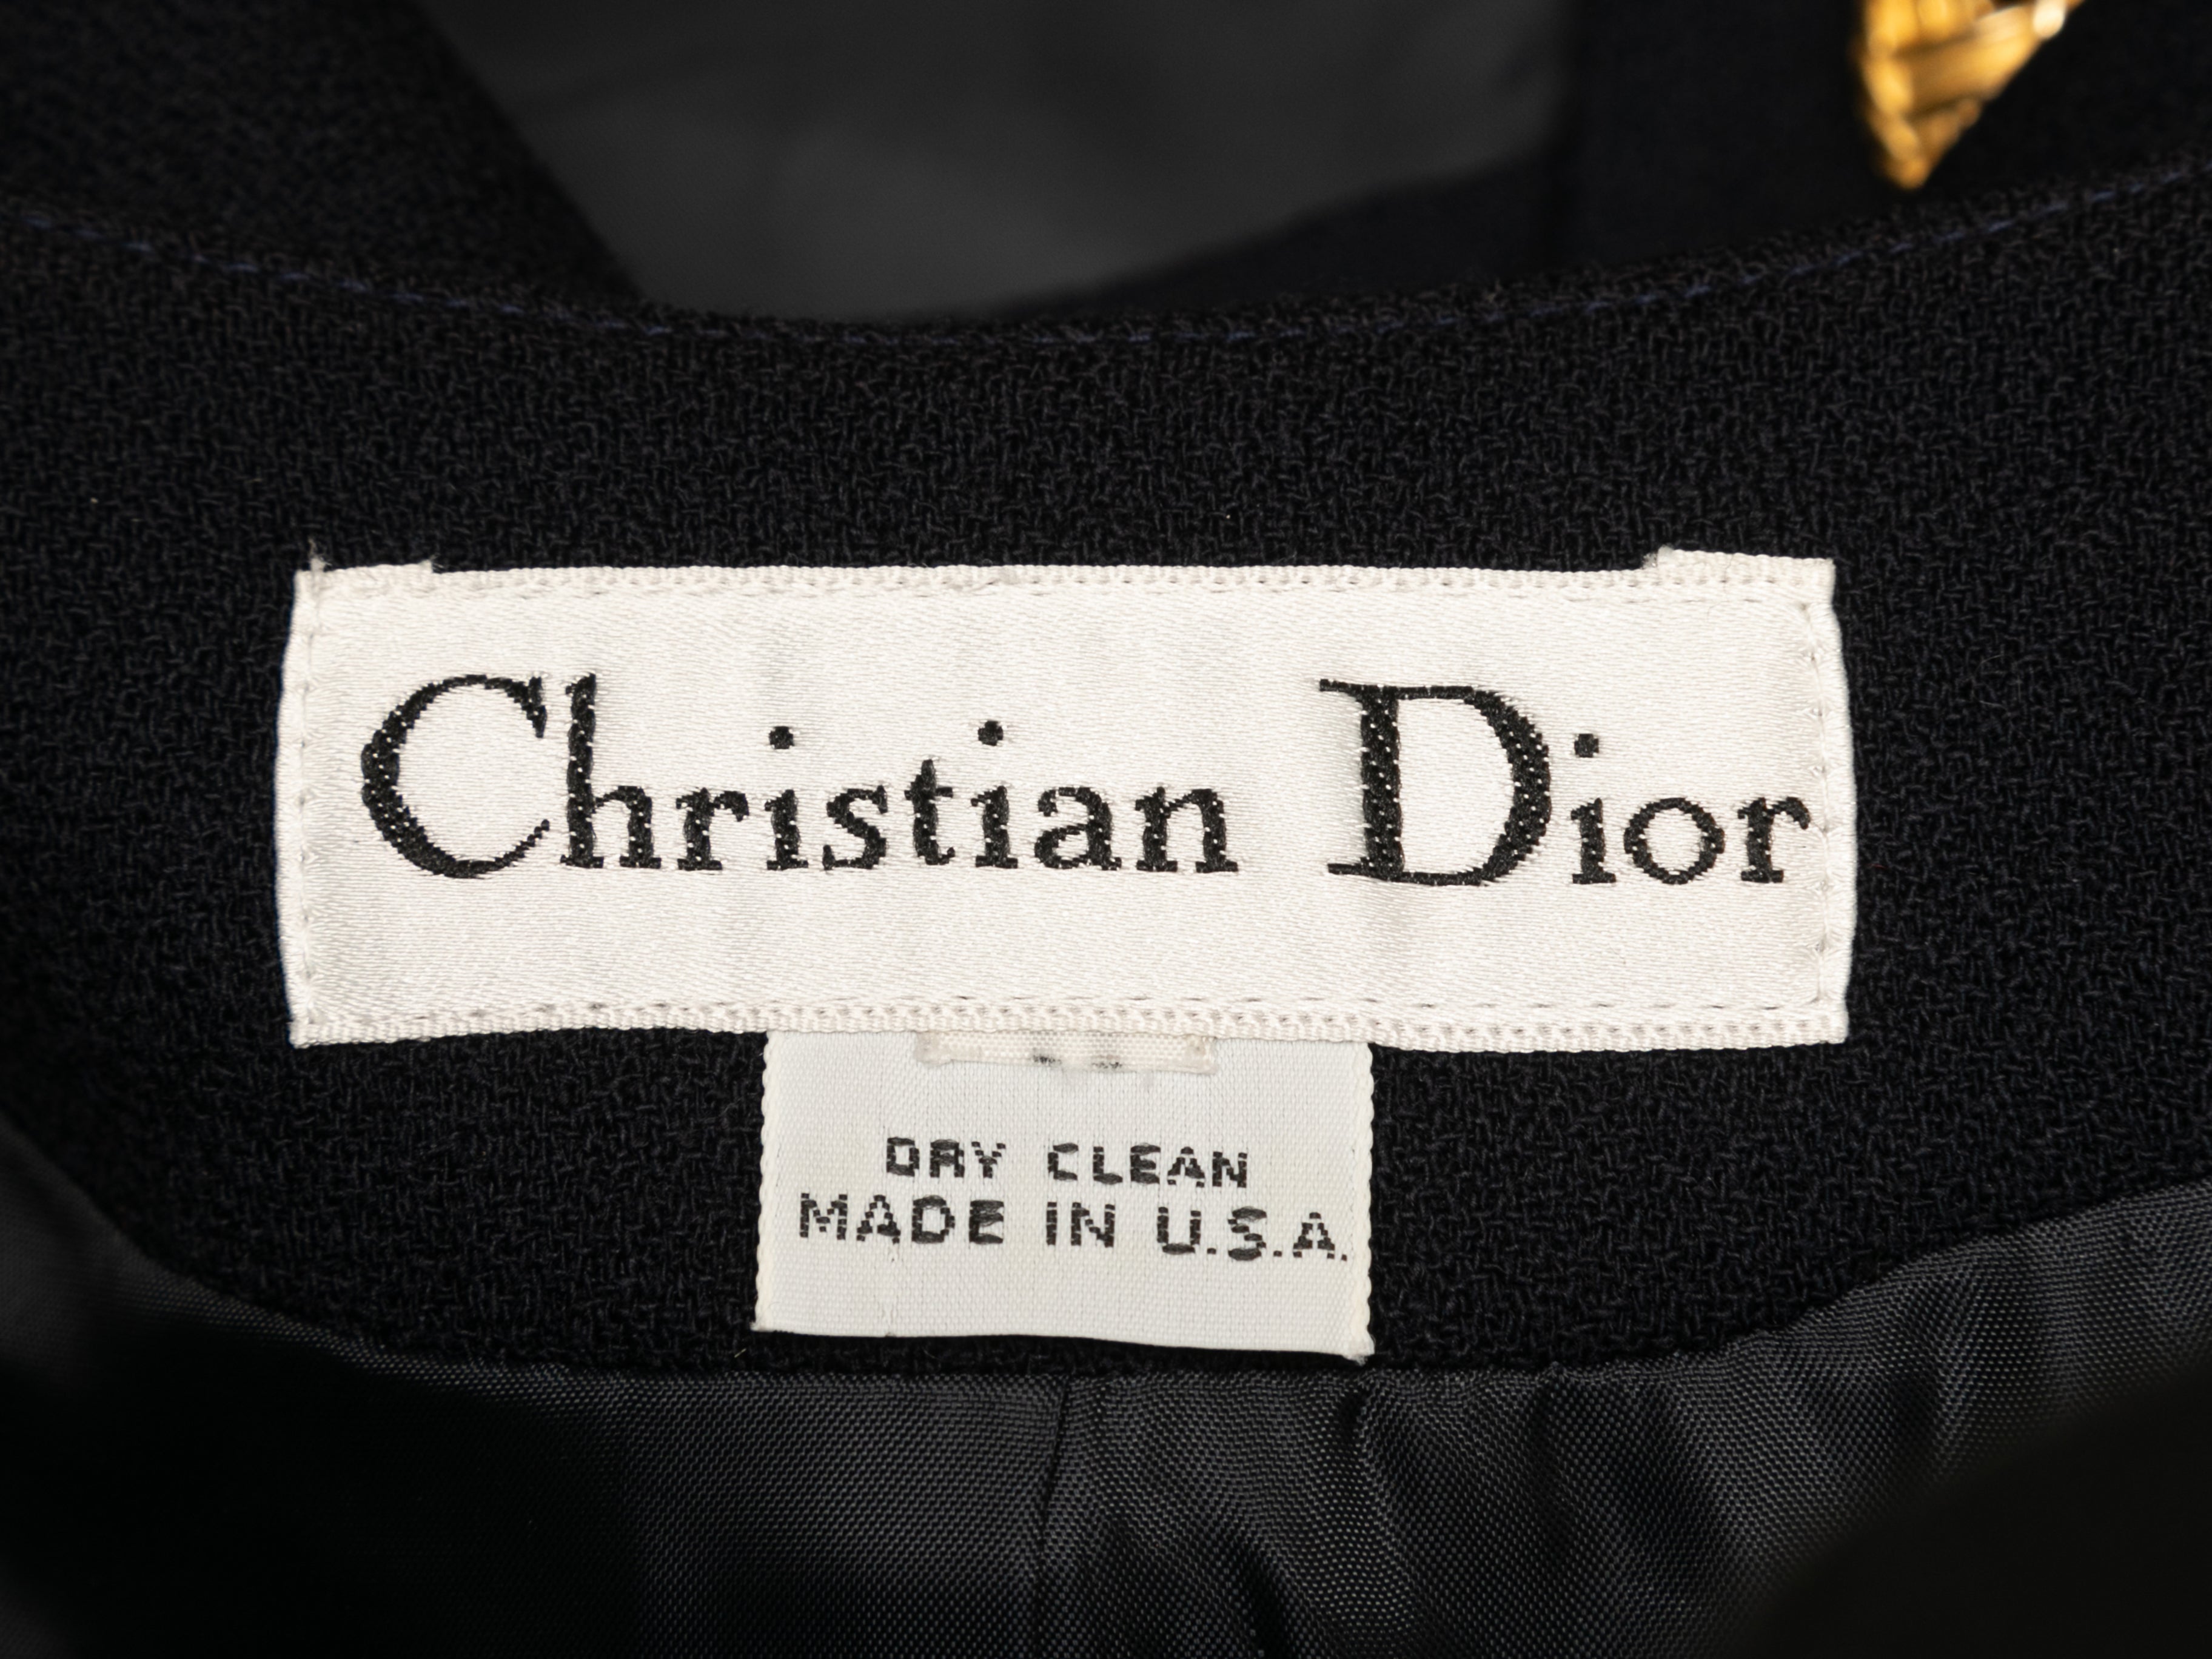 Christian Dior
DRY CLEAN
MADE IN U.S.A.